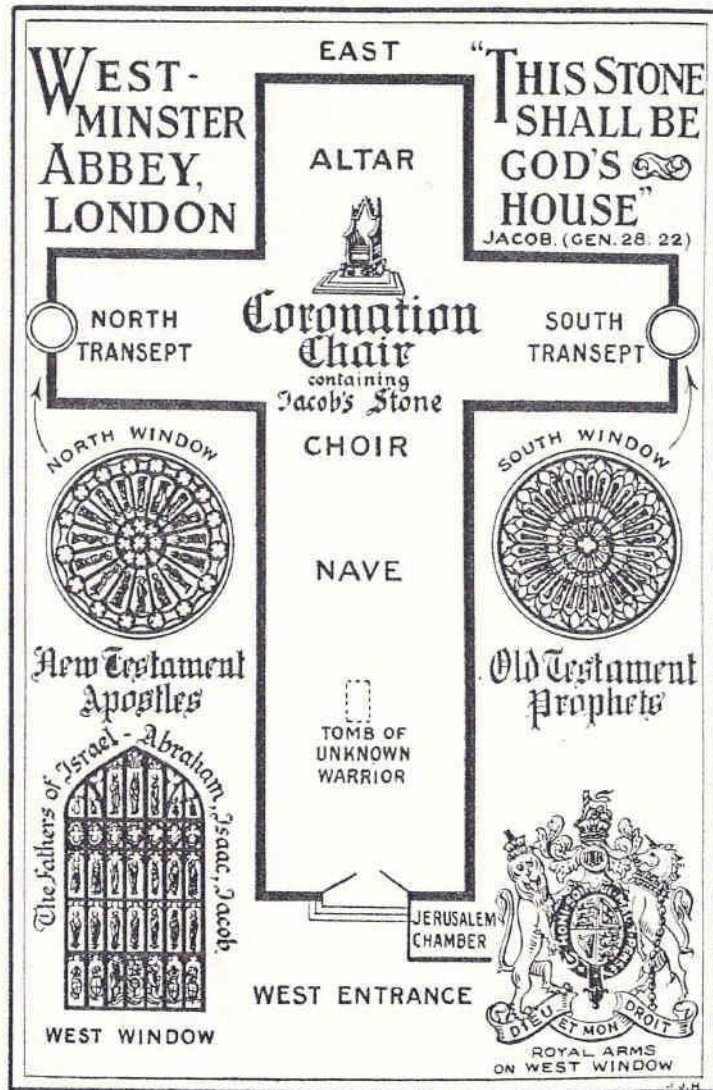 WEST-
MINSTER
ABBEY,
LONDON
EAST
"THIS STONE
SHALL BE
GOD'S
HOUSE"
JACOB. (GEN. 28: 22)
ALTAR
NORTH
TRANSEPT
Coronation
Chair
containing
Jacob's Stone
SOUTH
TRANSEPT
NORTH WINDOW
CHOIR
SOUTH WINDOW
NAVE
New Testament
Apostles
Old Testament
Prophets
TOMB OF
UNKNOWN
WARRIOR
The Fathers of Israel - Abraham, Isaac, Jacob.
JERUSALEM
CHAMBER
WEST ENTRANCE
WEST WINDOW
DIEU ET MON DROIT
ROYAL ARMS
ON WEST WINDOW
J.J.H.